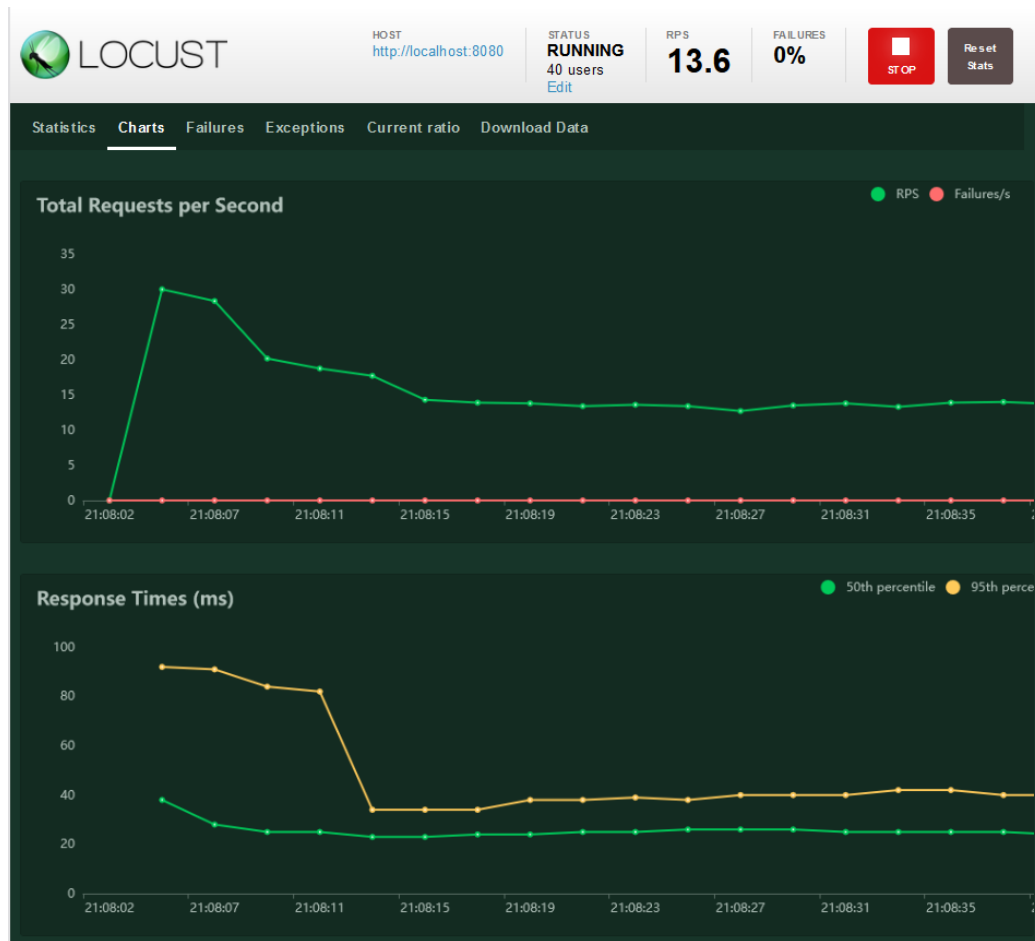 LOCUST
HOST
http://localhost:8080
STATUS
RUNNING
40 users
Edit
RPS
13.6
FAILURES
0%
STOP
Reset
Stats
Statistics Charts Failures Exceptions Current ratio Download Data
Total Requests per Second
RPS Failures/s
35
30
25
20
15
10
5
0
21:08:02 21:08:07 21:08:11 21:08:15 21:08:19 21:08:23 21:08:27 21:08:31 21:08:35
Response Times (ms)
50th percentile 95th perce
100
80
60
40
20
0
21:08:02 21:08:07 21:08:11 21:08:15 21:08:19 21:08:23 21:08:27 21:08:31 21:08:35